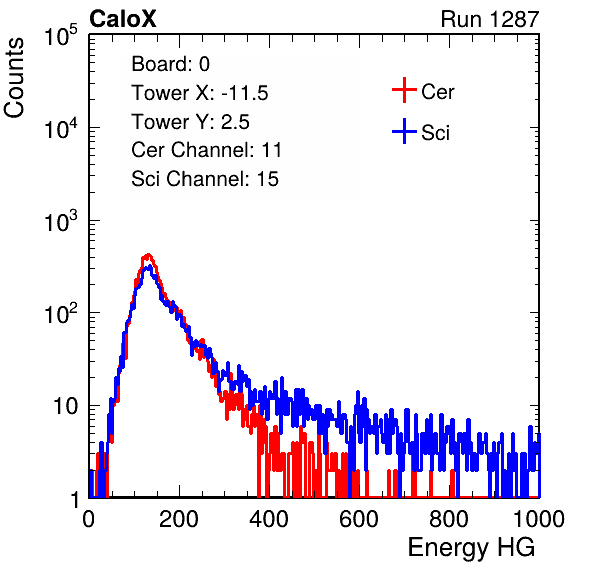 CaloX Run 1287
Counts
Board: 0
Tower X: -11.5
Tower Y: 2.5
Cer Channel: 11
Sci Channel: 15
Cer
Sci
10^5
10^4
10^3
10^2
10
1
0 200 400 600 800 1000
Energy HG